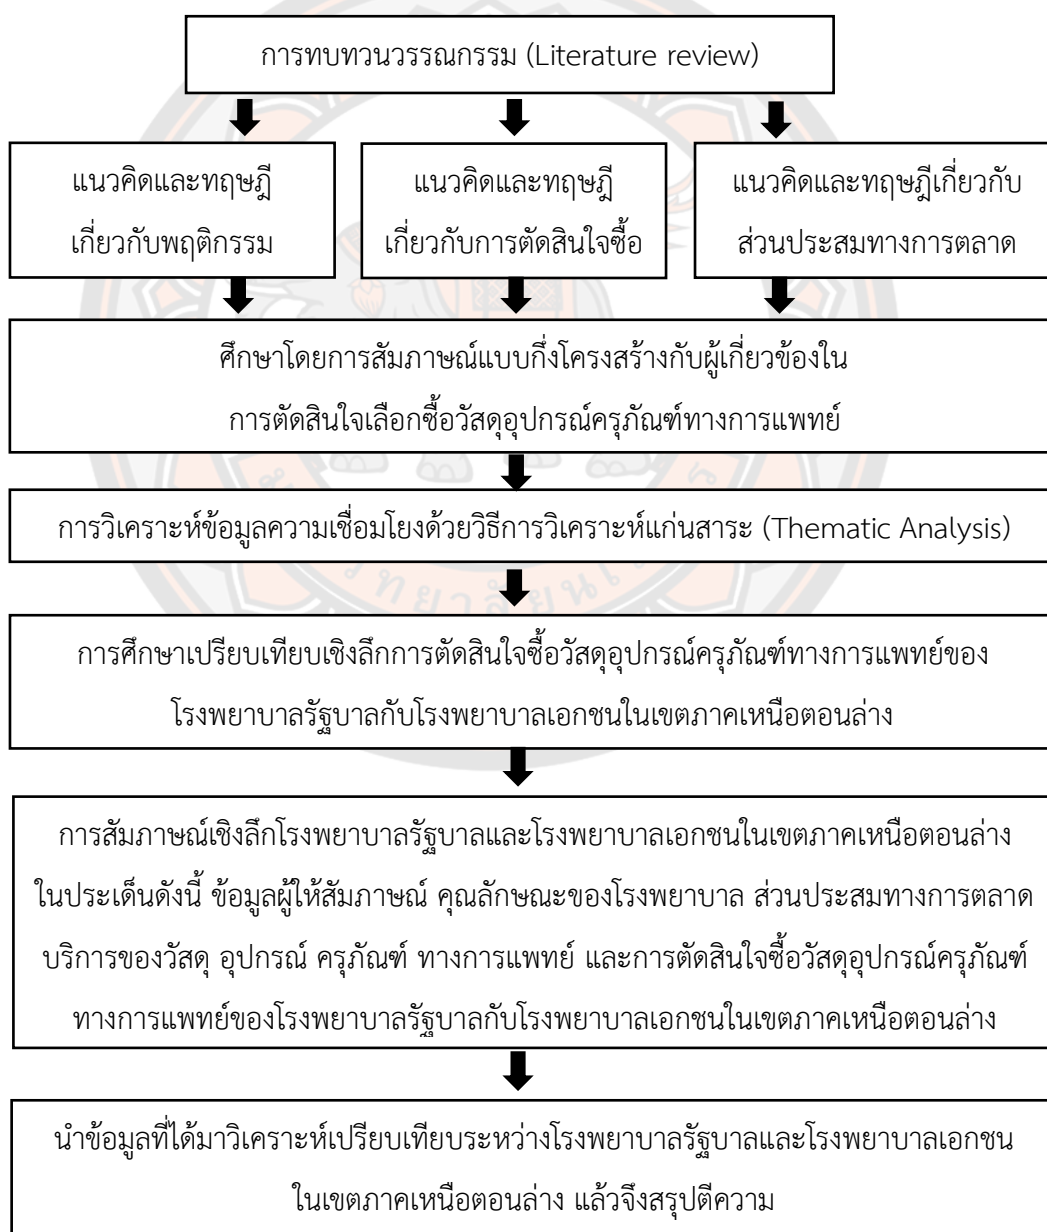 การทบทวนวรรณกรรม (Literature review)
แนวคิดและทฤษฎี
เกี่ยวกับพฤติกรรม
แนวคิดและทฤษฎี
เกี่ยวกับการตัดสินใจซื้อ
แนวคิดและทฤษฎีเกี่ยวกับ
ส่วนประสมทางการตลาด
ศึกษาโดยการสัมภาษณ์แบบกึ่งโครงสร้างกับผู้เกี่ยวข้องใน
การตัดสินใจเลือกซื้อวัสดุอุปกรณ์ครุภัณฑ์ทางการแพทย์
การวิเคราะห์ข้อมูลความเชื่อมโยงด้วยวิธีการวิเคราะห์แก่นสาระ (Thematic Analysis)
การศึกษาเปรียบเทียบเชิงลึกการตัดสินใจซื้อวัสดุอุปกรณ์ครุภัณฑ์ทางการแพทย์ของ
โรงพยาบาลรัฐบาลกับโรงพยาบาลเอกชนในเขตภาคเหนือตอนล่าง
การสัมภาษณ์เชิงลึกโรงพยาบาลรัฐบาลและโรงพยาบาลเอกชนในเขตภาคเหนือตอนล่าง
ในประเด็นดังนี้ ข้อมูลผู้ให้สัมภาษณ์ คุณลักษณะของโรงพยาบาล ส่วนประสมทางการตลาด
บริการของวัสดุ อุปกรณ์ ครุภัณฑ์ ทางการแพทย์ และการตัดสินใจซื้อวัสดุอุปกรณ์ครุภัณฑ์
ทางการแพทย์ของโรงพยาบาลรัฐบาลกับโรงพยาบาลเอกชนในเขตภาคเหนือตอนล่าง
นำข้อมูลที่ได้มาวิเคราะห์เปรียบเทียบระหว่างโรงพยาบาลรัฐบาลและโรงพยาบาลเอกชน
ในเขตภาคเหนือตอนล่าง แล้วจึงสรุปตีความ